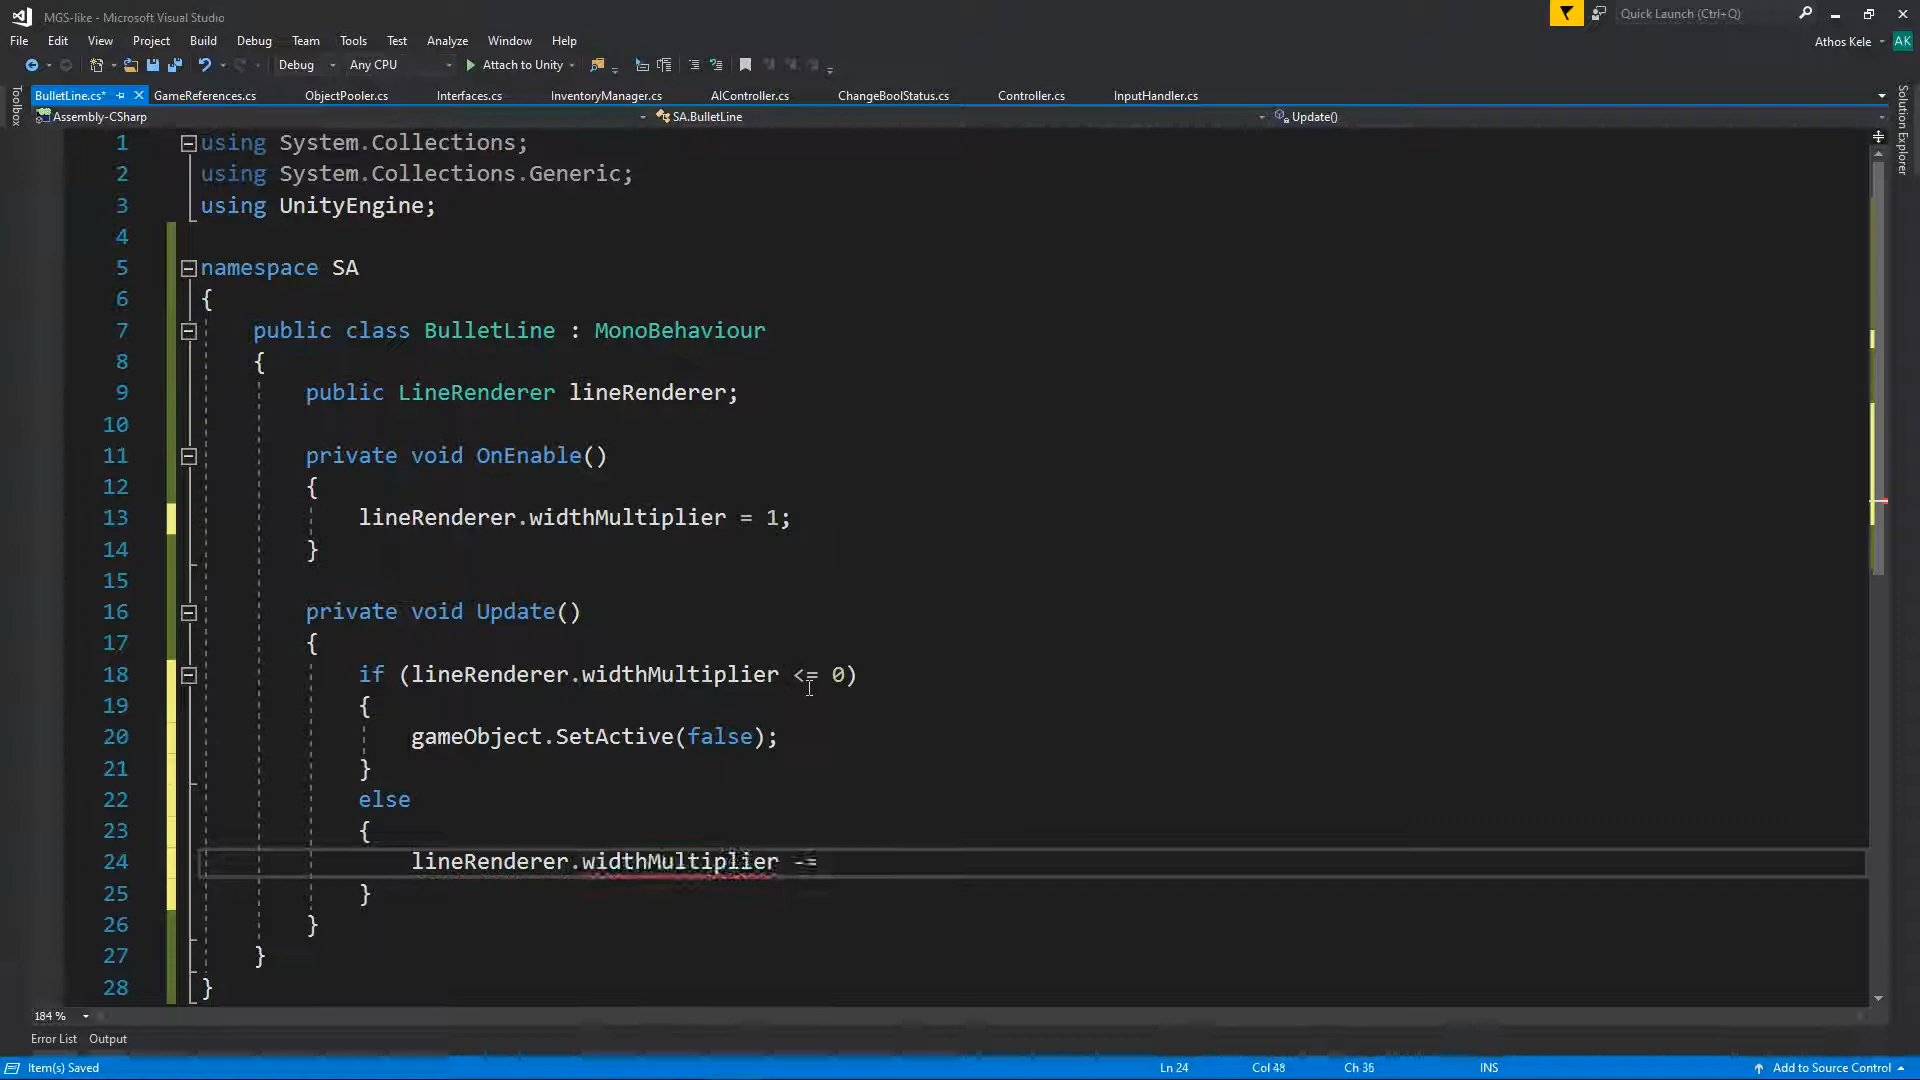 MGS-like - Microsoft Visual Studio
Quick Launch (Ctrl+Q)
File Edit View Project Build Debug Team Tools Test Analyze Window Help
Athos Kele AK
Debug Any CPU Attach to Unity
BulletLine.cs* GameReferences.cs ObjectPooler.cs Interfaces.cs InventoryManager.cs AIController.cs ChangeBoolStatus.cs Controller.cs InputHandler.cs
Toolbox
Solution Explorer
Assembly-CSharp SA.BulletLine Update()
1 using System.Collections;
2 using System.Collections.Generic;
3 using UnityEngine;
4
5 namespace SA
6 {
7 public class BulletLine : MonoBehaviour
8 {
9 public LineRenderer lineRenderer;
10
11 private void OnEnable()
12 {
13 lineRenderer.widthMultiplier = 1;
14 }
15
16 private void Update()
17 {
18 if (lineRenderer.widthMultiplier <= 0)
19 {
20 gameObject.SetActive(false);
21 }
22 else
23 {
24 lineRenderer.widthMultiplier -=
25 }
26 }
27 }
28 }
184 %
Error List Output
Item(s) Saved Ln 24 Col 48 Ch 36 INS Add to Source Control